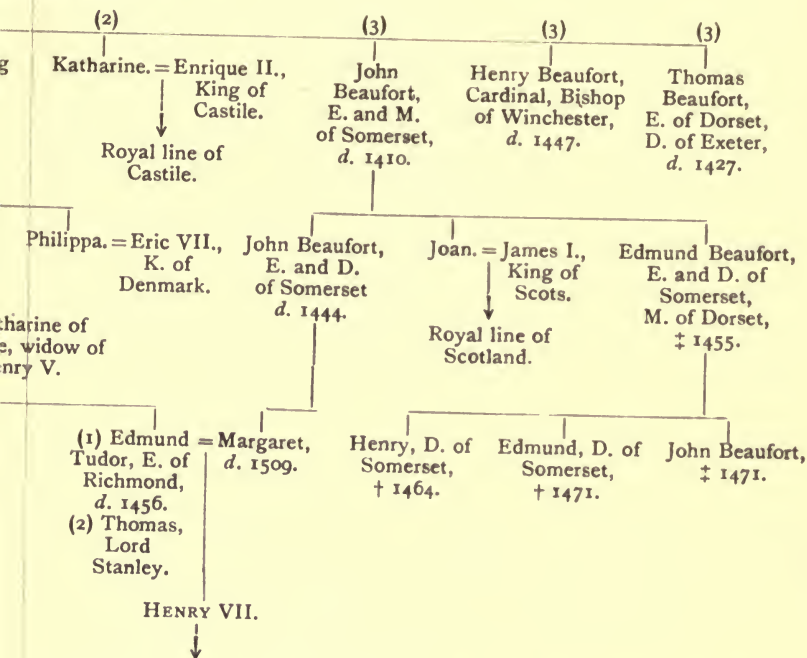 (2)
(3)
(3)
(3)
Katharine. = Enrique II.,
King of
Castile.
Royal line of
Castile.
John
Beaufort,
E. and M.
of Somerset,
d. 1410.
Henry Beaufort,
Cardinal, Bishop
of Winchester,
d. 1447.
Thomas
Beaufort,
E. of Dorset,
D. of Exeter,
d. 1427.
g
Philippa. = Eric VII.,
K. of
Denmark.
John Beaufort,
E. and D.
of Somerset
d. 1444.
Joan. = James I.,
King of
Scots.
Royal line of
Scotland.
Edmund Beaufort,
E. and D. of
Somerset,
M. of Dorset,
‡ 1455.
tharine of
e, widow of
enry V.
(1) Edmund = Margaret,
Tudor, E. of
Richmond,
d. 1456.
(2) Thomas,
Lord
Stanley.
d. 1509.
Henry, D. of
Somerset,
† 1464.
Edmund, D. of
Somerset,
† 1471.
John Beaufort,
‡ 1471.
HENRY VII.